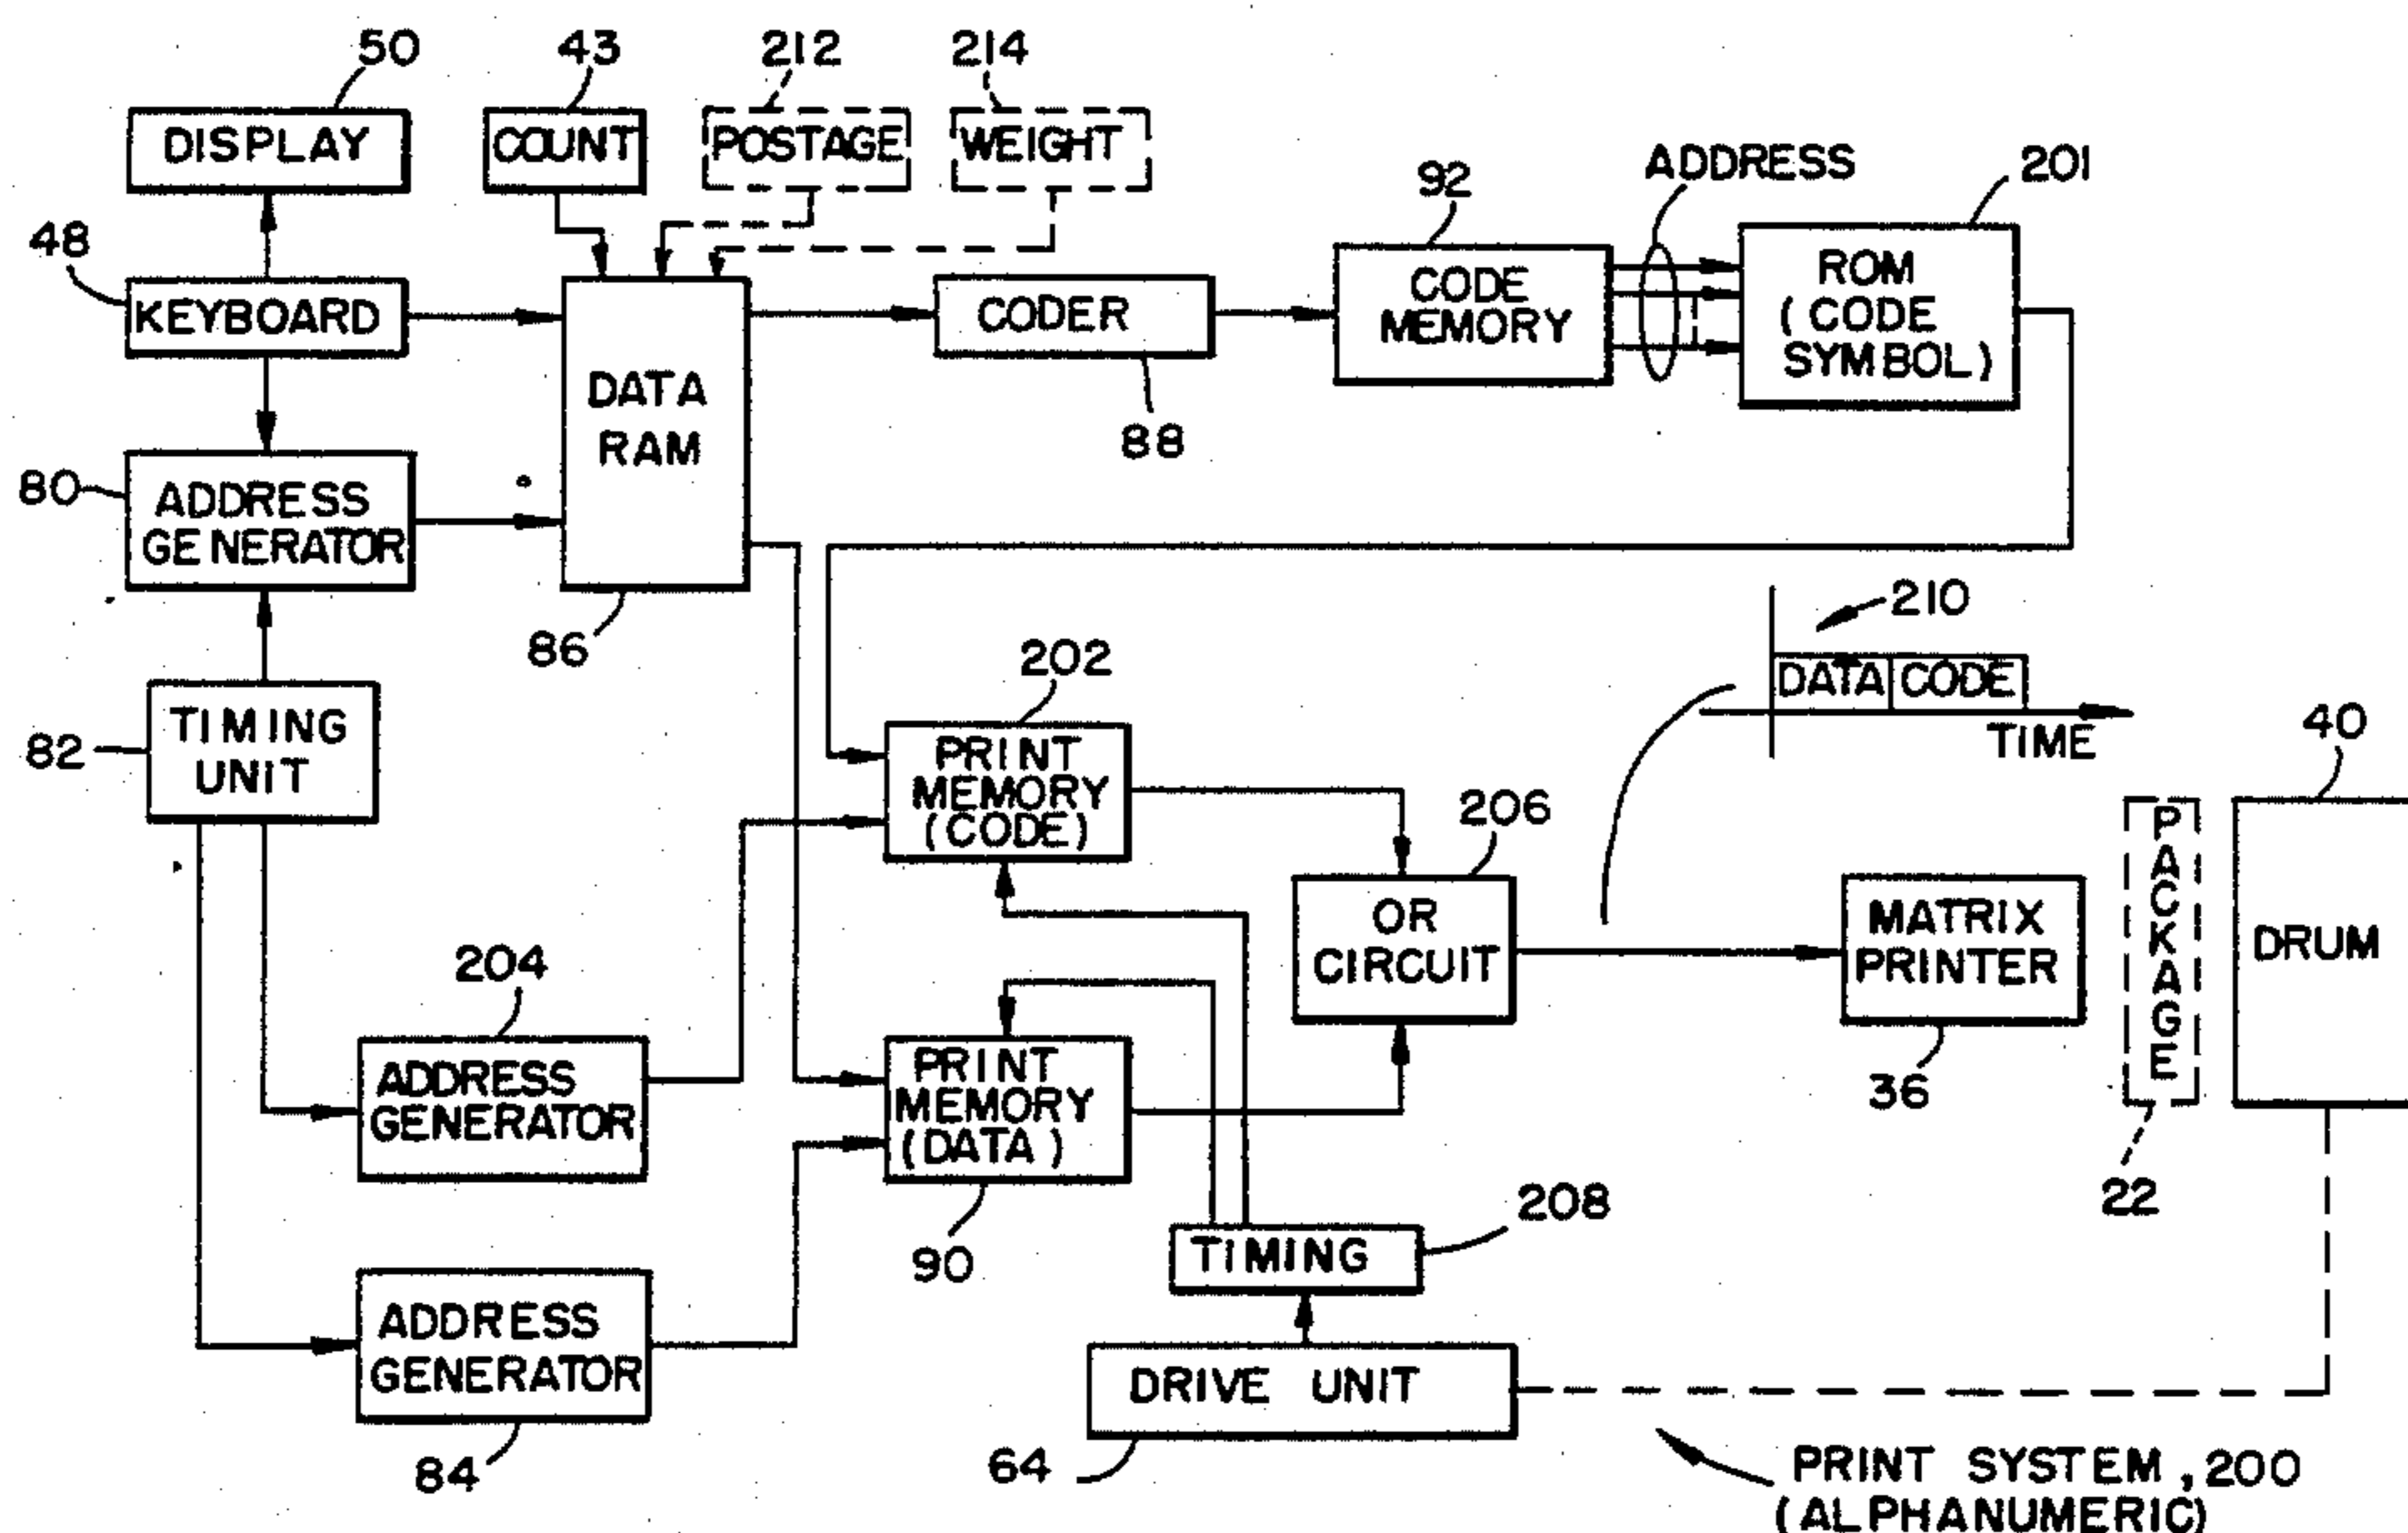 50
43
212
214
DISPLAY
COUNT
POSTAGE
WEIGHT
92
ADDRESS
201
48
KEYBOARD
CODER
CODE
MEMORY
ROM
(CODE
SYMBOL)
DATA
RAM
88
80
ADDRESS
GENERATOR
86
210
202
DATA
CODE
TIME
82
TIMING
UNIT
PRINT
MEMORY
(CODE)
206
40
PACKAGE
OR
CIRCUIT
MATRIX
PRINTER
DRUM
204
ADDRESS
GENERATOR
PRINT
MEMORY
(DATA)
36
22
90
208
TIMING
ADDRESS
GENERATOR
DRIVE UNIT
84
64
PRINT SYSTEM, 200
(ALPHANUMERIC)